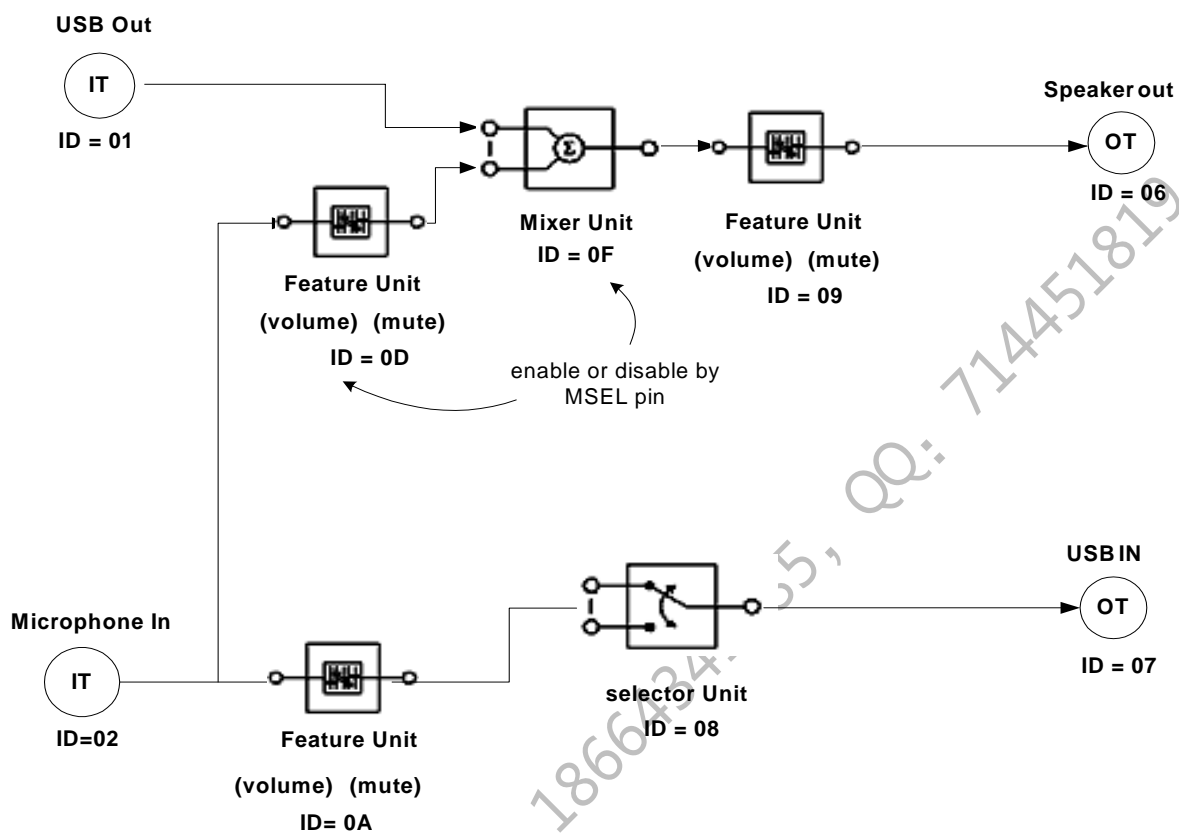 USB Out
IT
ID = 01
Speaker out
OT
ID = 06
Σ
Mixer Unit
ID = 0F
Feature Unit
(volume) (mute)
ID = 09
Feature Unit
(volume) (mute)
ID = 0D
enable or disable by
MSEL pin
USB IN
OT
ID = 07
Microphone In
IT
ID=02
selector Unit
ID = 08
Feature Unit
(volume) (mute)
ID= 0A
QQ: 714451819